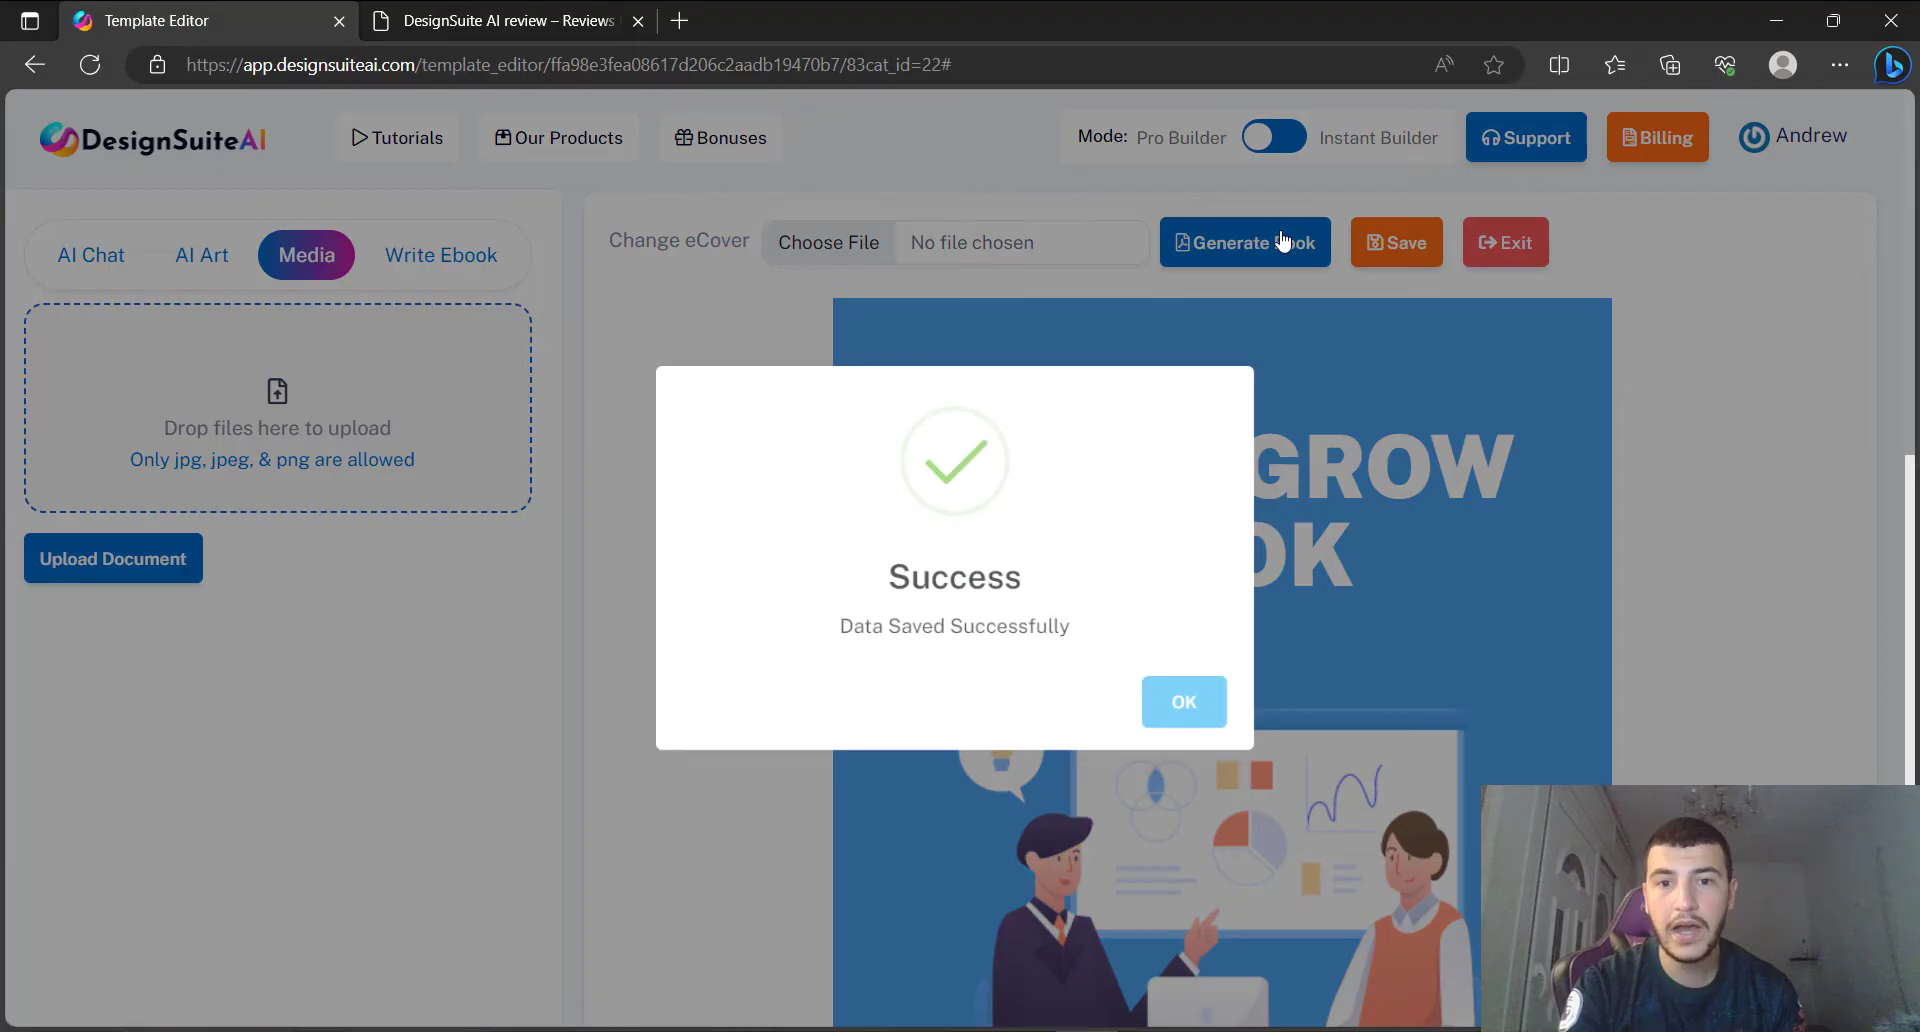 Template Editor
DesignSuite AI review – Reviews
https://app.designsuiteai.com/template_editor/ffa98e3fea08617d206c2aadb19470b7/83cat_id=22#
DesignSuiteAI
Tutorials
Our Products
Bonuses
Mode: Pro Builder
Instant Builder
Support
Billing
Andrew
AI Chat
AI Art
Media
Write Ebook
Change eCover
Choose File
No file chosen
Generate
Save
Exit
Drop files here to upload
Only jpg, jpeg, & png are allowed
Upload Document
GROW
Success
Data Saved Successfully
OK